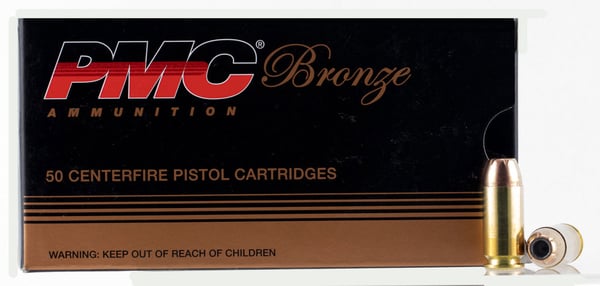 PMC® Bronze
AMMUNITION
50 CENTERFIRE PISTOL CARTRIDGES
WARNING: KEEP OUT OF REACH OF CHILDREN